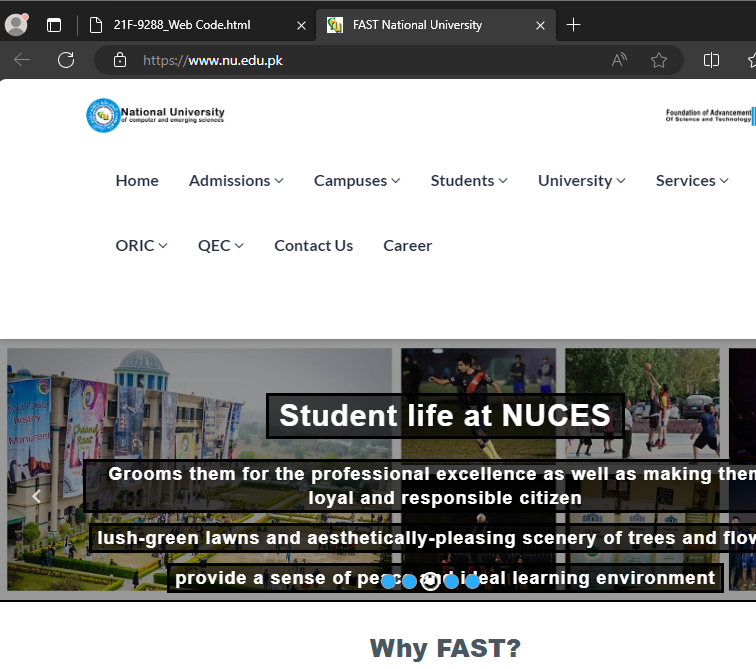 21F-9288_Web Code.html
FAST National University
https://www.nu.edu.pk
National University
of computer and emerging sciences
Foundation of Advancement
Of Science and Technology
Home Admissions Campuses Students University Services
ORIC QEC Contact Us Career
Student life at NUCES
Grooms them for the professional excellence as well as making them
loyal and responsible citizen
lush-green lawns and aesthetically-pleasing scenery of trees and flow
provide a sense of peace and ideal learning environment
Why FAST?